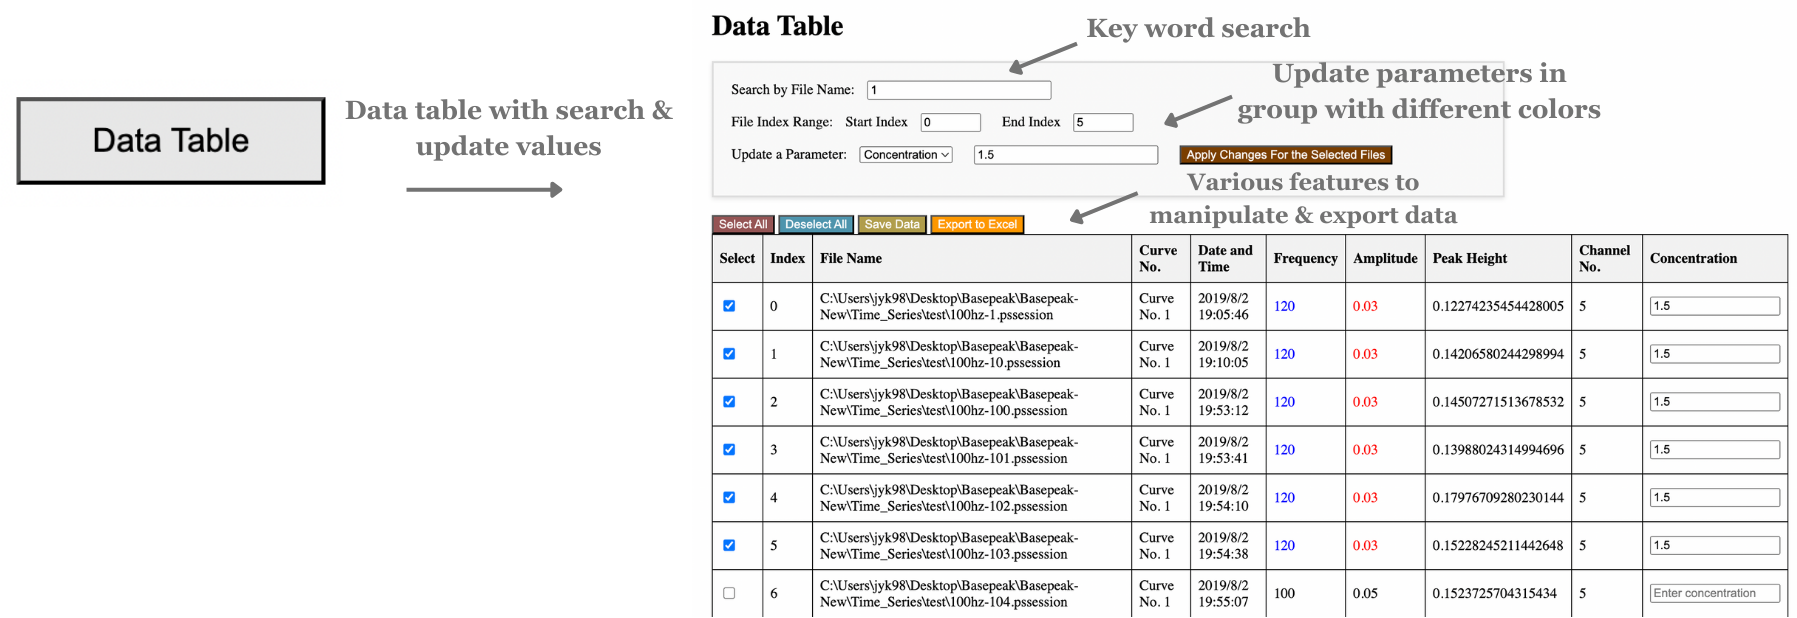 Data Table
Data table with search &
update values
Data Table
Key word search
Update parameters in
group with different colors
Search by File Name: 1
File Index Range: Start Index 0 End Index 5
Update a Parameter: Concentration 1.5 Apply Changes For the Selected Files
Various features to
manipulate & export data
Select All Deselect All Save Data Export to Excel
Select Index File Name Curve No. Date and Time Frequency Amplitude Peak Height Channel No. Concentration
0 C:\Users\jyk98\Desktop\Basepeak\Basepeak- Curve 2019/8/2 120 0.03 0.12274235454428005 5 1.5
New\Time_Series\test\100hz-1.pssession No. 1 19:05:46
1 C:\Users\jyk98\Desktop\Basepeak\Basepeak- Curve 2019/8/2 120 0.03 0.14206580244298994 5 1.5
New\Time_Series\test\100hz-10.pssession No. 1 19:10:05
2 C:\Users\jyk98\Desktop\Basepeak\Basepeak- Curve 2019/8/2 120 0.03 0.14507271513678532 5 1.5
New\Time_Series\test\100hz-100.pssession No. 1 19:53:12
3 C:\Users\jyk98\Desktop\Basepeak\Basepeak- Curve 2019/8/2 120 0.03 0.13988024314994696 5 1.5
New\Time_Series\test\100hz-101.pssession No. 1 19:53:41
4 C:\Users\jyk98\Desktop\Basepeak\Basepeak- Curve 2019/8/2 120 0.03 0.17976709280230144 5 1.5
New\Time_Series\test\100hz-102.pssession No. 1 19:54:10
5 C:\Users\jyk98\Desktop\Basepeak\Basepeak- Curve 2019/8/2 120 0.03 0.15228245211442648 5 1.5
New\Time_Series\test\100hz-103.pssession No. 1 19:54:38
6 C:\Users\jyk98\Desktop\Basepeak\Basepeak- Curve 2019/8/2 100 0.05 0.1523725704315434 5 Enter concentration
New\Time_Series\test\100hz-104.pssession No. 1 19:55:07